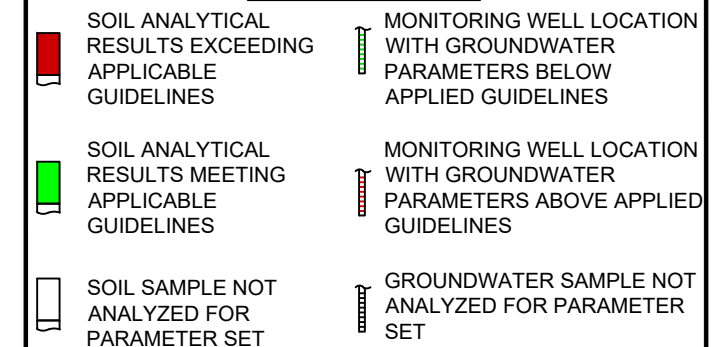 SOIL ANALYTICAL
RESULTS EXCEEDING
APPLICABLE
GUIDELINES
MONITORING WELL LOCATION
WITH GROUNDWATER
PARAMETERS BELOW
APPLIED GUIDELINES
SOIL ANALYTICAL
RESULTS MEETING
APPLICABLE
GUIDELINES
MONITORING WELL LOCATION
WITH GROUNDWATER
PARAMETERS ABOVE APPLIED
GUIDELINES
SOIL SAMPLE NOT
ANALYZED FOR
PARAMETER SET
GROUNDWATER SAMPLE NOT
ANALYZED FOR PARAMETER
SET